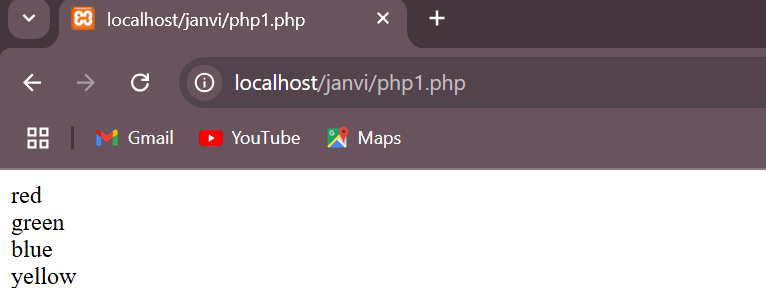 localhost/janvi/php1.php
localhost/janvi/php1.php
Gmail YouTube Maps
red
green
blue
yellow